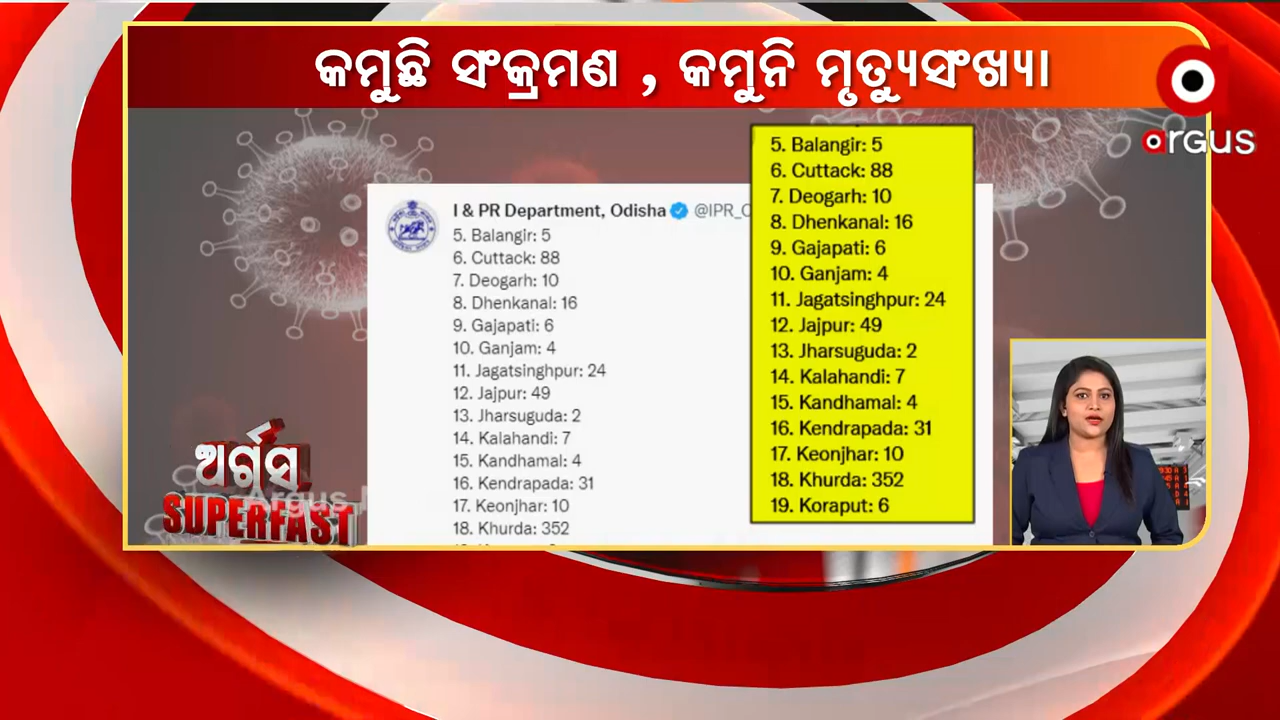 କମୁଛି ସଂକ୍ରମଣ , କମୁନି ମୃତ୍ୟୁସଂଖ୍ୟା
argus
I & PR Department, Odisha @IPR_O
5. Balangir: 5
6. Cuttack: 88
7. Deogarh: 10
8. Dhenkanal: 16
9. Gajapati: 6
10. Ganjam: 4
11. Jagatsinghpur: 24
12. Jajpur: 49
13. Jharsuguda: 2
14. Kalahandi: 7
15. Kandhamal: 4
16. Kendrapada: 31
17. Keonjhar: 10
18. Khurda: 352
5. Balangir: 5
6. Cuttack: 88
7. Deogarh: 10
8. Dhenkanal: 16
9. Gajapati: 6
10. Ganjam: 4
11. Jagatsinghpur: 24
12. Jajpur: 49
13. Jharsuguda: 2
14. Kalahandi: 7
15. Kandhamal: 4
16. Kendrapada: 31
17. Keonjhar: 10
18. Khurda: 352
19. Koraput: 6
ଅର୍ଗସ
SUPERFAST
Argus